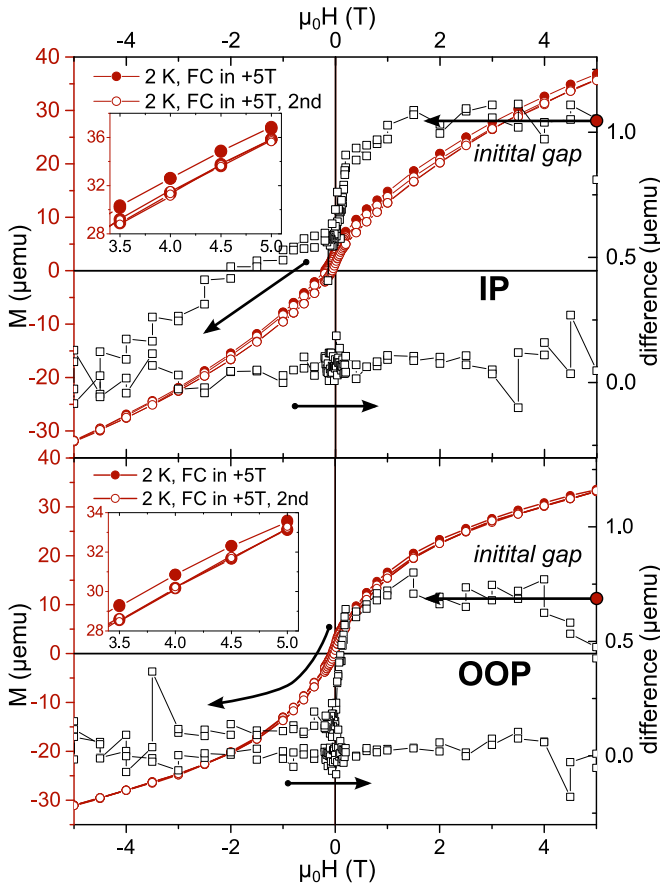 μ₀H (T)
-4 -2 0 2 4
40
30
20
10
0
-10
-20
-30
M (μemu)
2 K, FC in +5T
2 K, FC in +5T, 2nd
36
34
32
30
28
3.5 4.0 4.5 5.0
initital gap
IP
1.0
0.5
0.0
difference (μemu)
40
30
20
10
0
-10
-20
-30
M (μemu)
2 K, FC in +5T
2 K, FC in +5T, 2nd
34
32
30
28
3.5 4.0 4.5 5.0
initital gap
OOP
1.0
0.5
0.0
difference (μemu)
-4 -2 0 2 4
μ₀H (T)